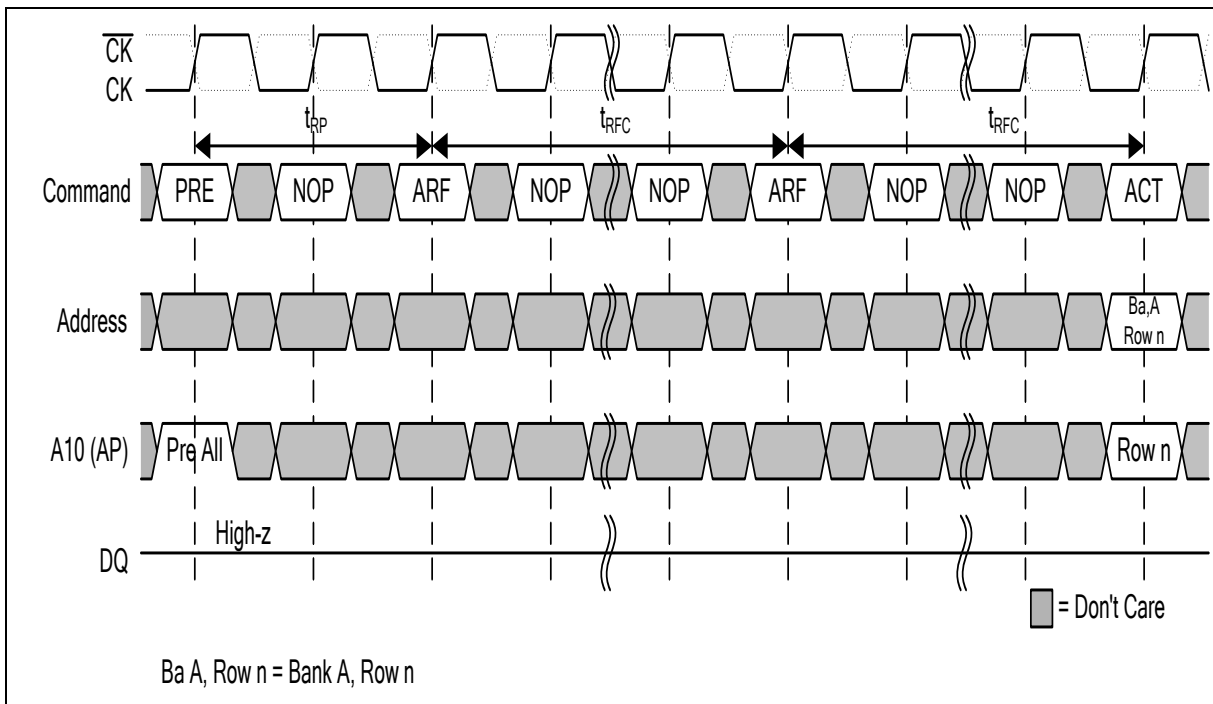 CK
CK
tRP
tRFC
tRFC
Command
PRE
NOP
ARF
NOP
NOP
ARF
NOP
NOP
ACT
Address
Ba,A
Row n
A10 (AP)
Pre All
Row n
High-z
DQ
= Don't Care
Ba A, Row n = Bank A, Row n